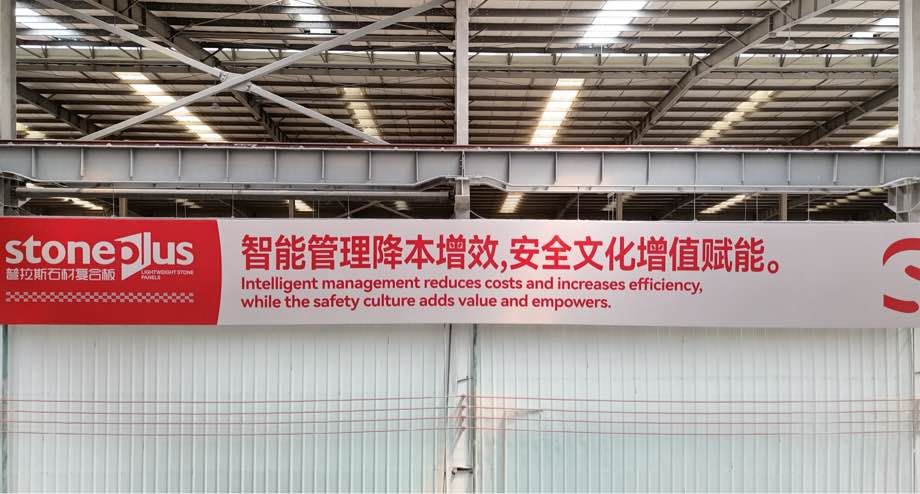 stoneplus
LIGHTWEIGHT STONE
PANELS
普拉斯石材复合板
智能管理降本增效,安全文化增值赋能。
Intelligent management reduces costs and increases efficiency,
while the safety culture adds value and empowers.